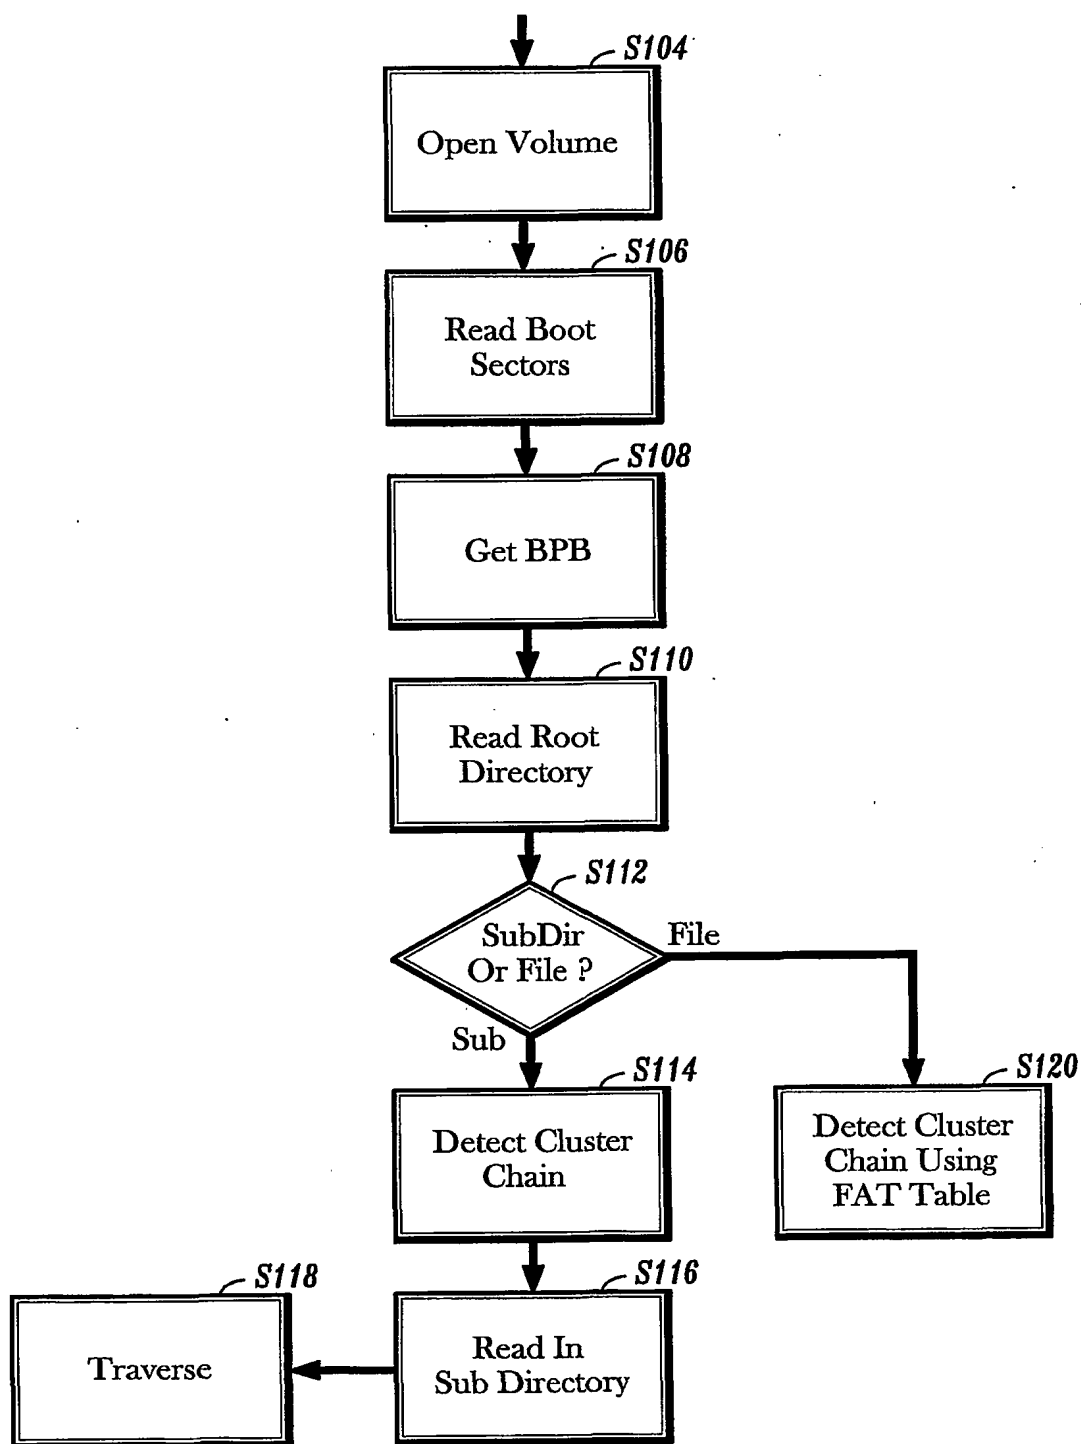 S104
Open Volume
S106
Read Boot
Sectors
S108
Get BPB
S110
Read Root
Directory
S112
SubDir
Or File ?
File
Sub
S114
Detect Cluster
Chain
S120
Detect Cluster
Chain Using
FAT Table
S116
Read In
Sub Directory
S118
Traverse